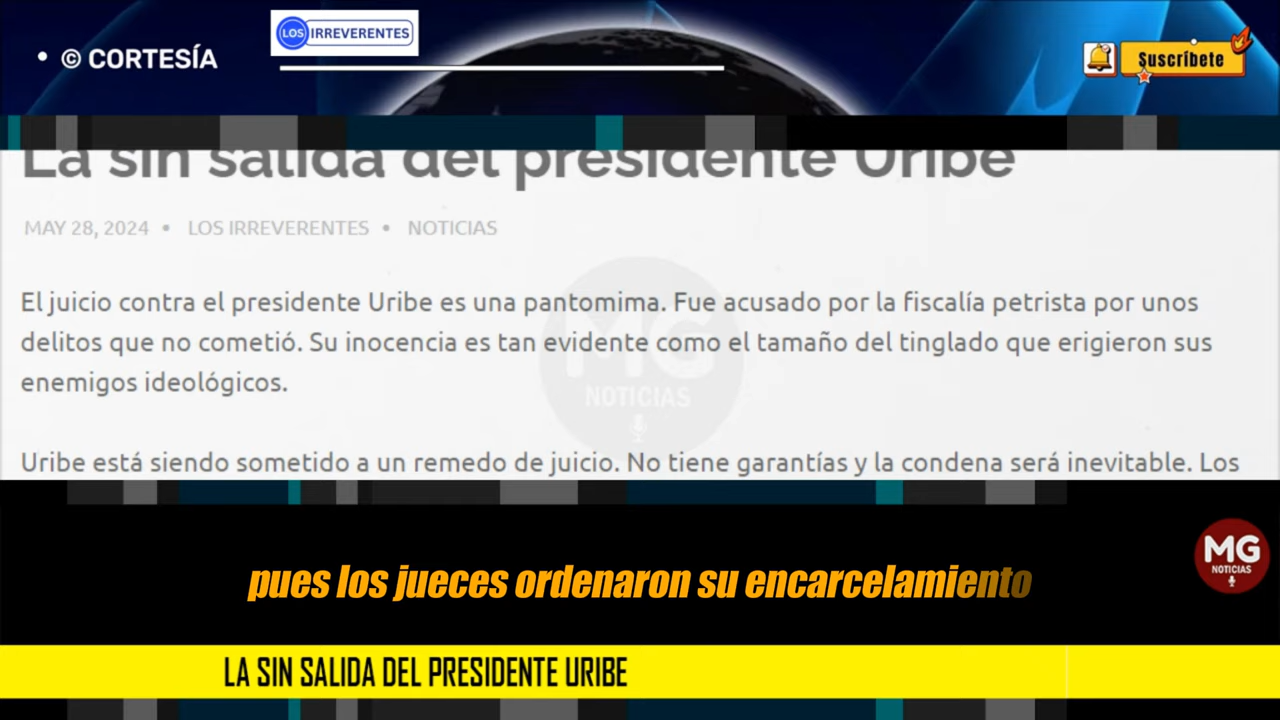 • © CORTESÍA
LOS IRREVERENTES
Suscríbete
La sin salida del presidente Uribe
MAY 28, 2024 • LOS IRREVERENTES • NOTICIAS
El juicio contra el presidente Uribe es una pantomima. Fue acusado por la fiscalía petrista por unos
delitos que no cometió. Su inocencia es tan evidente como el tamaño del tinglado que erigieron sus
enemigos ideológicos.
MG
NOTICIAS
Uribe está siendo sometido a un remedo de juicio. No tiene garantías y la condena será inevitable. Los
MG
NOTICIAS
pues los jueces ordenaron su encarcelamiento
LA SIN SALIDA DEL PRESIDENTE URIBE